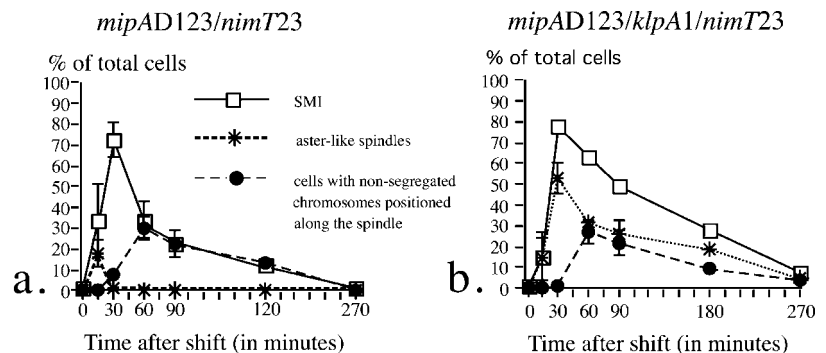 mipAD123/nimT23
% of total cells
100
90
80
70
60
50
40
30
20
10
0
0 30 60 90 120 270
Time after shift (in minutes)
a.
SMI
aster-like spindles
cells with non-segregated
chromosomes positioned
along the spindle
mipAD123/klpA1/nimT23
% of total cells
100
90
80
70
60
50
40
30
20
10
0
0 30 60 90 180 270
Time after shift (in minutes)
b.